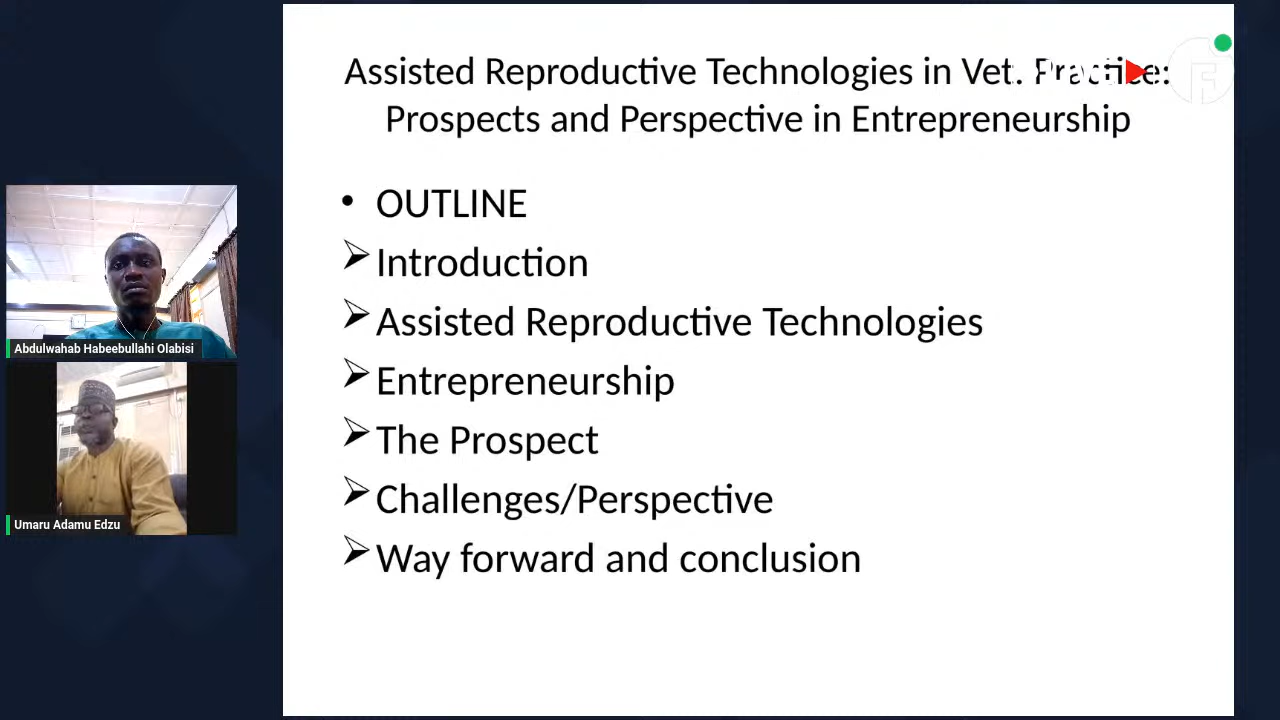 Assisted Reproductive Technologies in Vet. Practice:
Prospects and Perspective in Entrepreneurship
• OUTLINE
➢ Introduction
➢ Assisted Reproductive Technologies
➢ Entrepreneurship
➢ The Prospect
➢ Challenges/Perspective
➢ Way forward and conclusion
Abdulwahab Habeebullahi Olabisi
Umaru Adamu Edzu